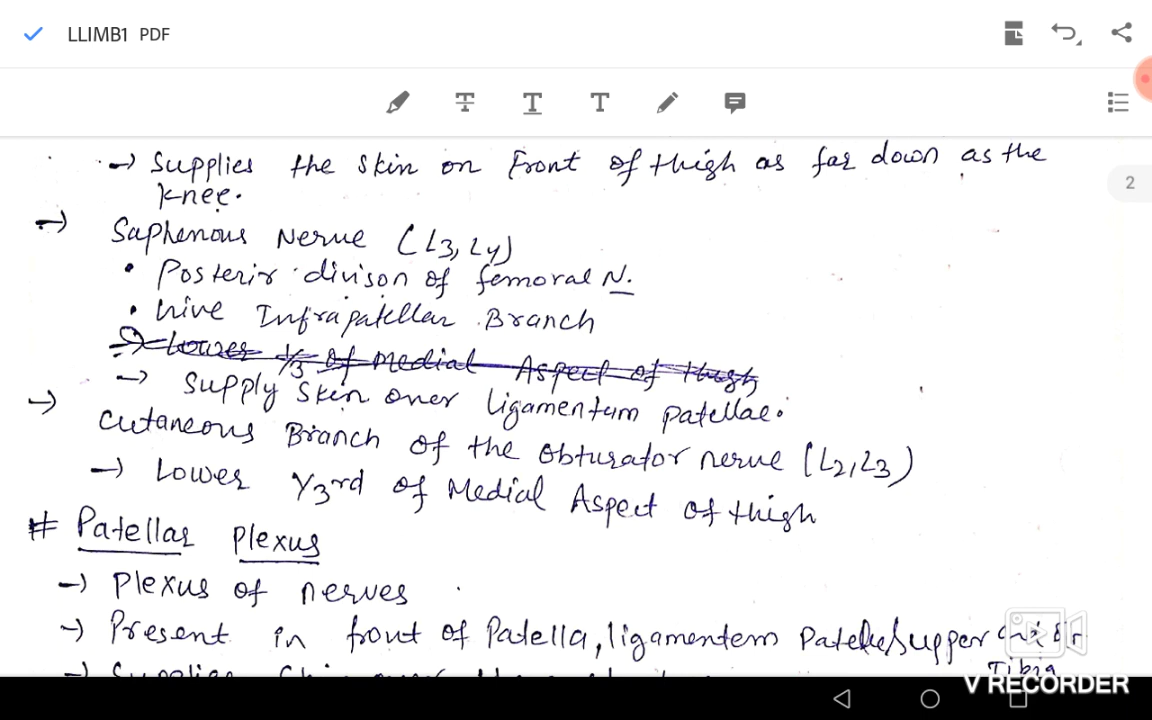 LLIMB1 PDF
2
→ Supplies the skin on Front of thigh as far down as the
knee.
→ Saphenous Nerve (L3, L4)
• Posterir divison of femoral N.
• Give Infrapatellar Branch
→ Lower 1/3 of Medial Aspect of thigh
→ Supply Skin over ligamentum patellae.
→ Cutaneous Branch of the Obturator nerve (L2, L3)
→ Lower 1/3rd of Medial Aspect of thigh
# Patellar Plexus
→ Plexus of nerves
→ Present in front of Patella, ligamentem
upper
Tibia
V RECORDER